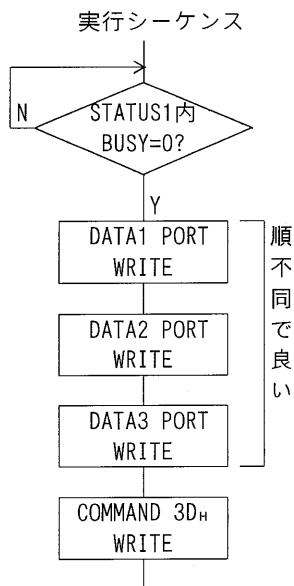 実行シーケンス
N
STATUS1内
BUSY=0?
Y
DATA1 PORT
WRITE
DATA2 PORT
WRITE
DATA3 PORT
WRITE
順不同で良い
COMMAND 3DH
WRITE